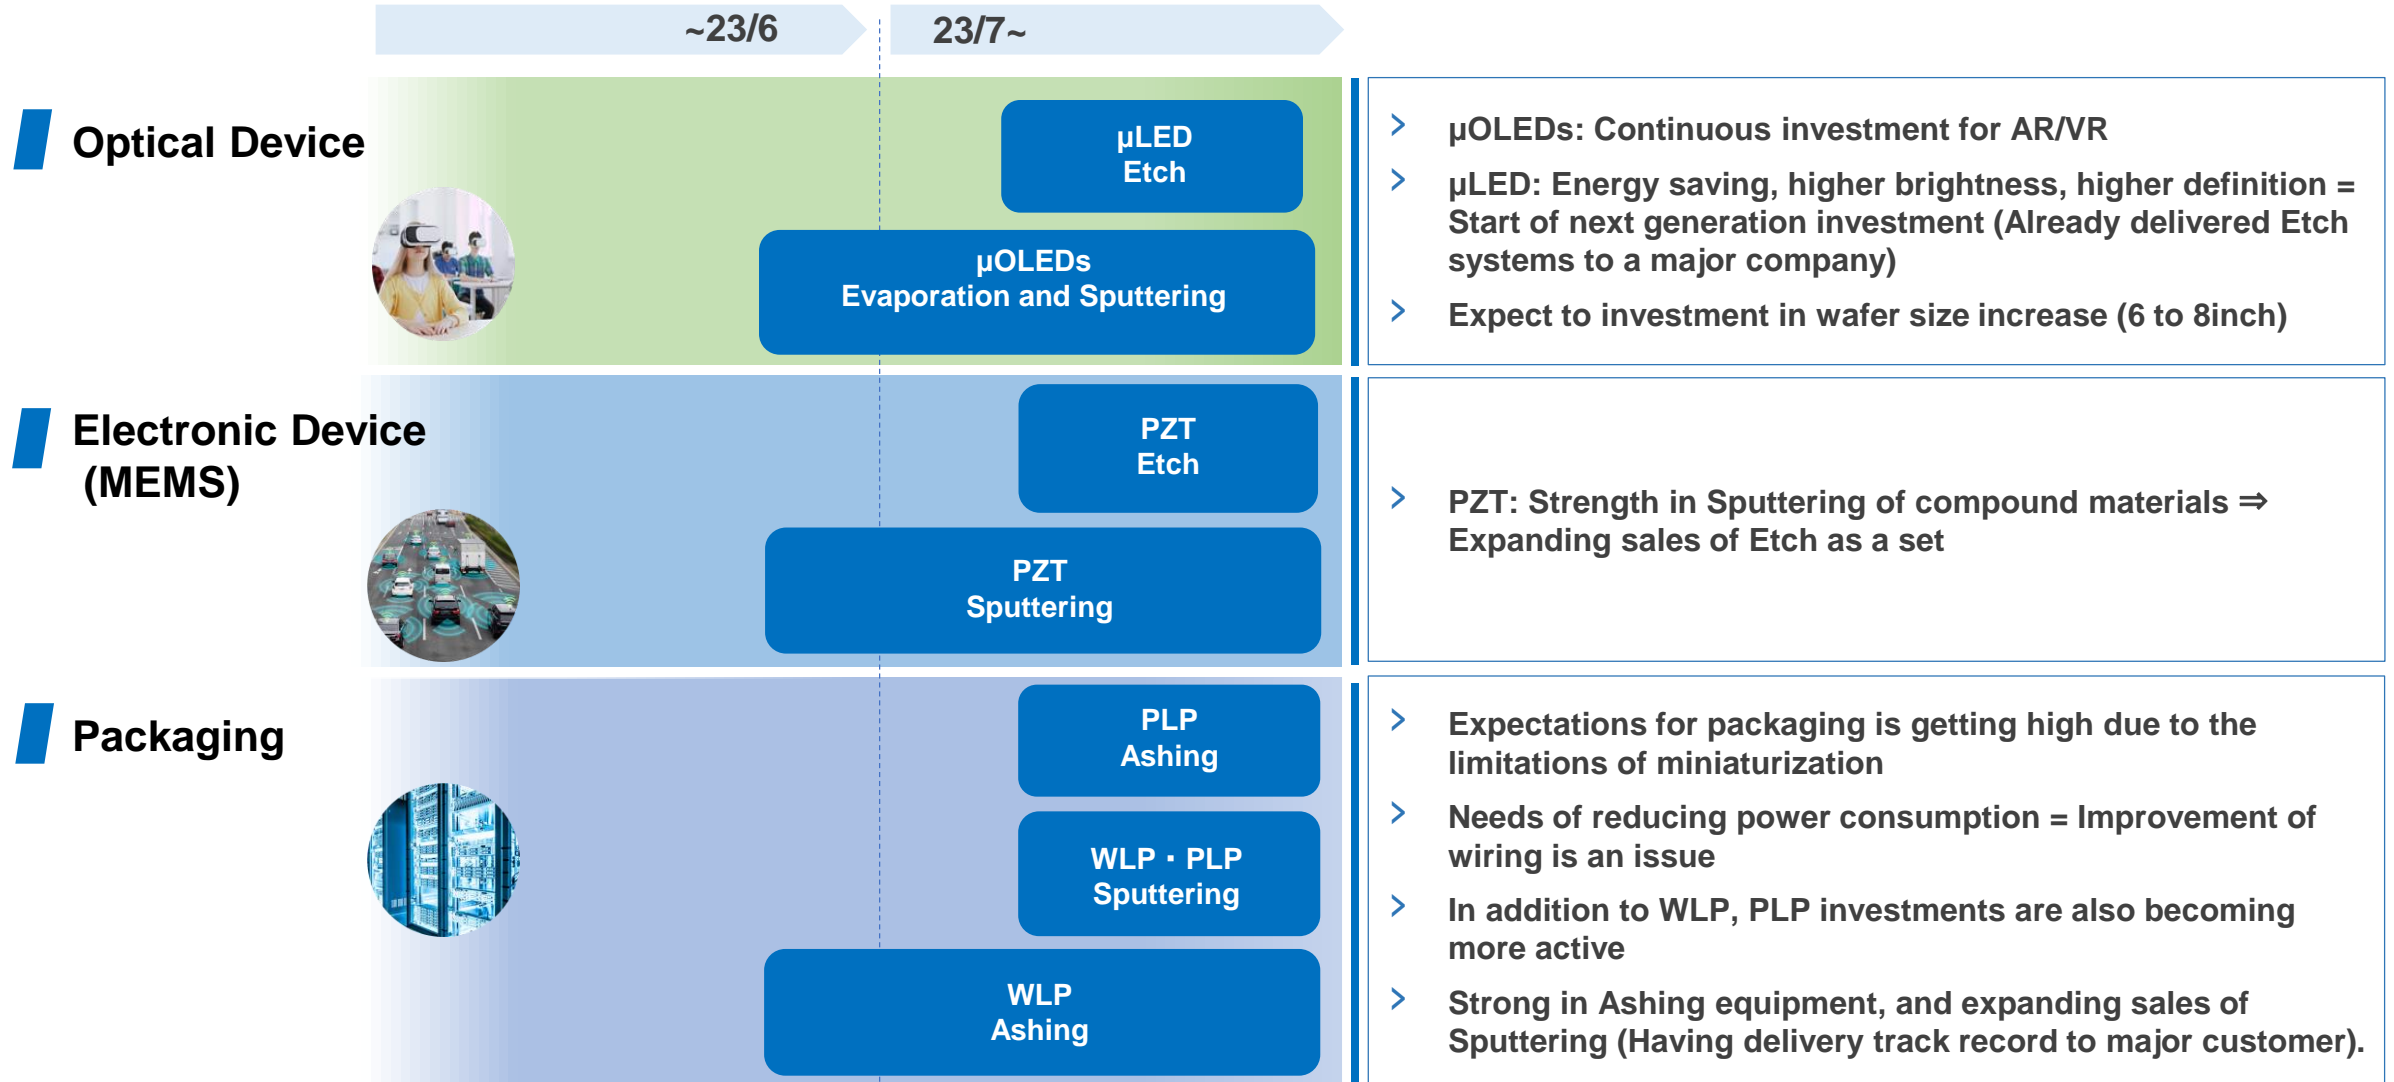 ~23/6
23/7~
Optical Device
µLED
Etch
µOLEDs
Evaporation and Sputtering
> µOLEDs: Continuous investment for AR/VR
> µLED: Energy saving, higher brightness, higher definition =
Start of next generation investment (Already delivered Etch
systems to a major company)
> Expect to investment in wafer size increase (6 to 8inch)
Electronic Device
(MEMS)
PZT
Etch
PZT
Sputtering
> PZT: Strength in Sputtering of compound materials ⇒
Expanding sales of Etch as a set
Packaging
PLP
Ashing
WLP・PLP
Sputtering
WLP
Ashing
> Expectations for packaging is getting high due to the
limitations of miniaturization
> Needs of reducing power consumption = Improvement of
wiring is an issue
> In addition to WLP, PLP investments are also becoming
more active
> Strong in Ashing equipment, and expanding sales of
Sputtering (Having delivery track record to major customer).